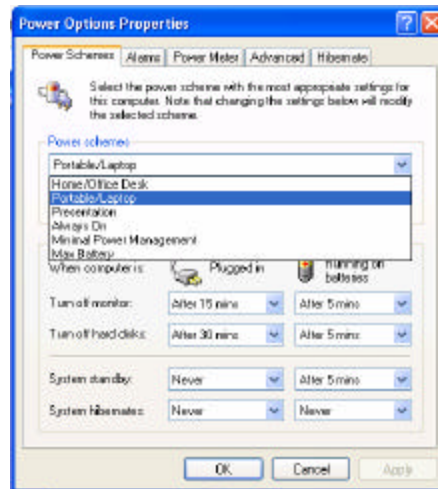 Power Options Properties
Power Schemes Alarms Power Meter Advanced Hibernate
Select the power scheme with the most appropriate settings for
this computer. Note that changing the settings below will modify
the selected scheme.
Power schemes
Portable/Laptop
Home/Office Desk
Portable/Laptop
Presentation
Always On
Minimal Power Management
Max Battery
When computer is: Plugged in Running on
batteries
Turn off monitor: After 15 mins After 5 mins
Turn off hard disks: After 30 mins After 5 mins
System standby: Never After 5 mins
System hibernates: Never Never
OK Cancel Apply